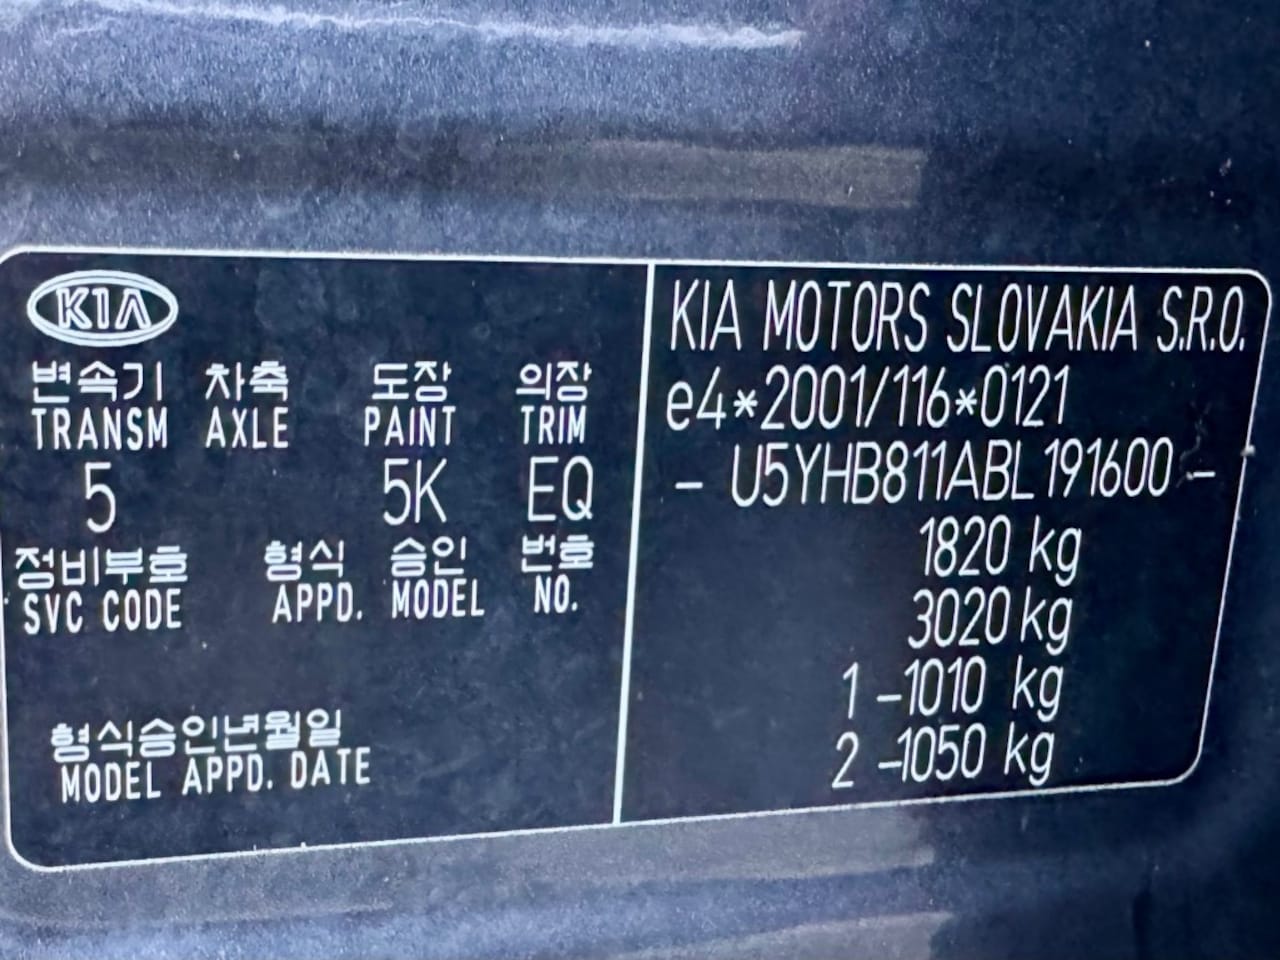 KIA
변속기 차축 도장 의장
TRANSM AXLE PAINT TRIM
5 5K EQ
정비부호 형식 승인 번호
SVC CODE APPD. MODEL NO.
형식승인년월일
MODEL APPD. DATE
KIA MOTORS SLOVAKIA S.R.O.
e4*2001/116*0121
- U5YHB811ABL191600 -
1820 kg
3020 kg
1 -1010 kg
2 -1050 kg